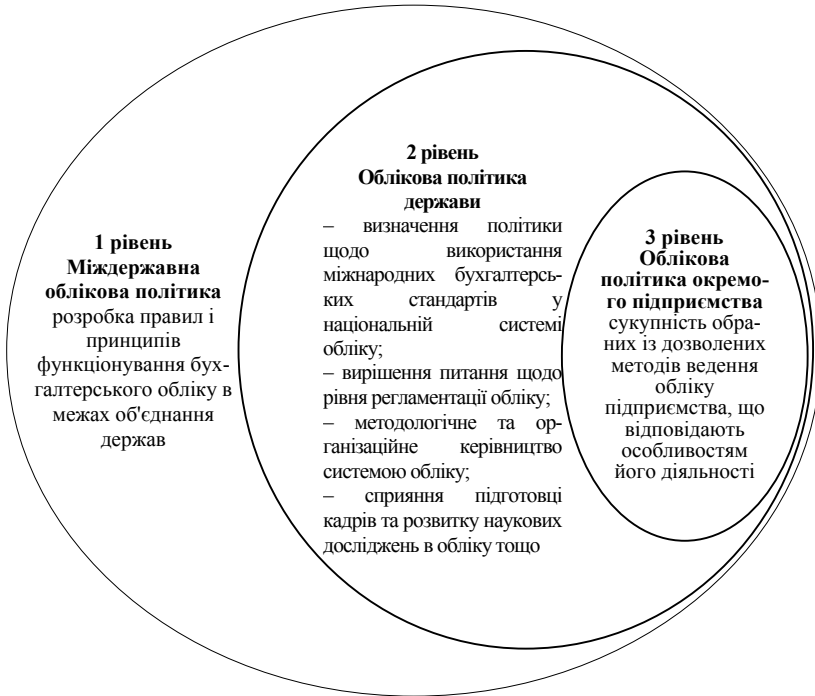 1 рівень
Міждержавна
облікова політика
розробка правил і
принципів
функціонування бух-
галтерського обліку в
межах об'єднання
держав
2 рівень
Облікова політика
держави
– визначення політики
щодо використання
міжнародних бухгалтерсь-
ких стандартів у
національній системі
обліку;
– вирішення питання щодо
рівня регламентації обліку;
– методологічне та ор-
ганізаційне керівництво
системою обліку;
– сприяння підготовці
кадрів та розвитку наукових
досліджень в обліку тощо
3 рівень
Облікова
політика окремо-
го підприємства
сукупність обра-
них із дозволених
методів ведення
обліку
підприємства, що
відповідають
особливостям
його діяльності